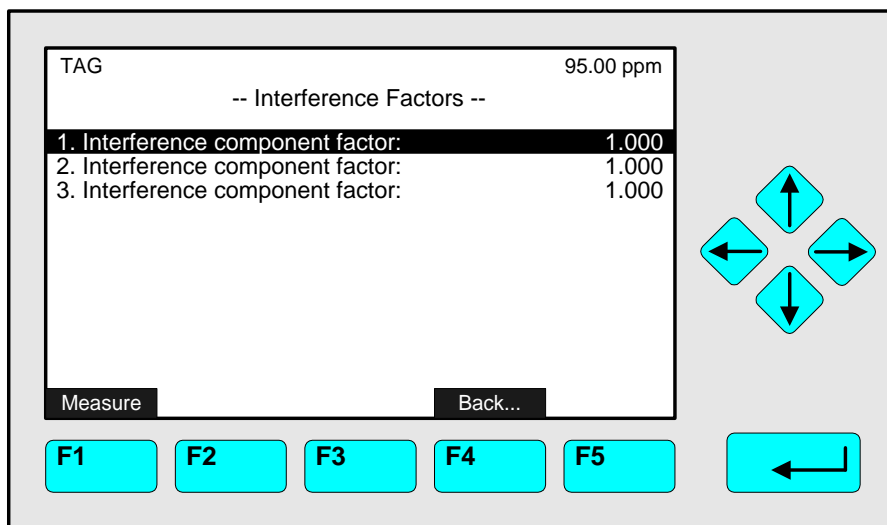 TAG 95.00 ppm
-- Interference Factors --
1. Interference component factor: 1.000
2. Interference component factor: 1.000
3. Interference component factor: 1.000
Measure Back...
F1 F2 F3 F4 F5